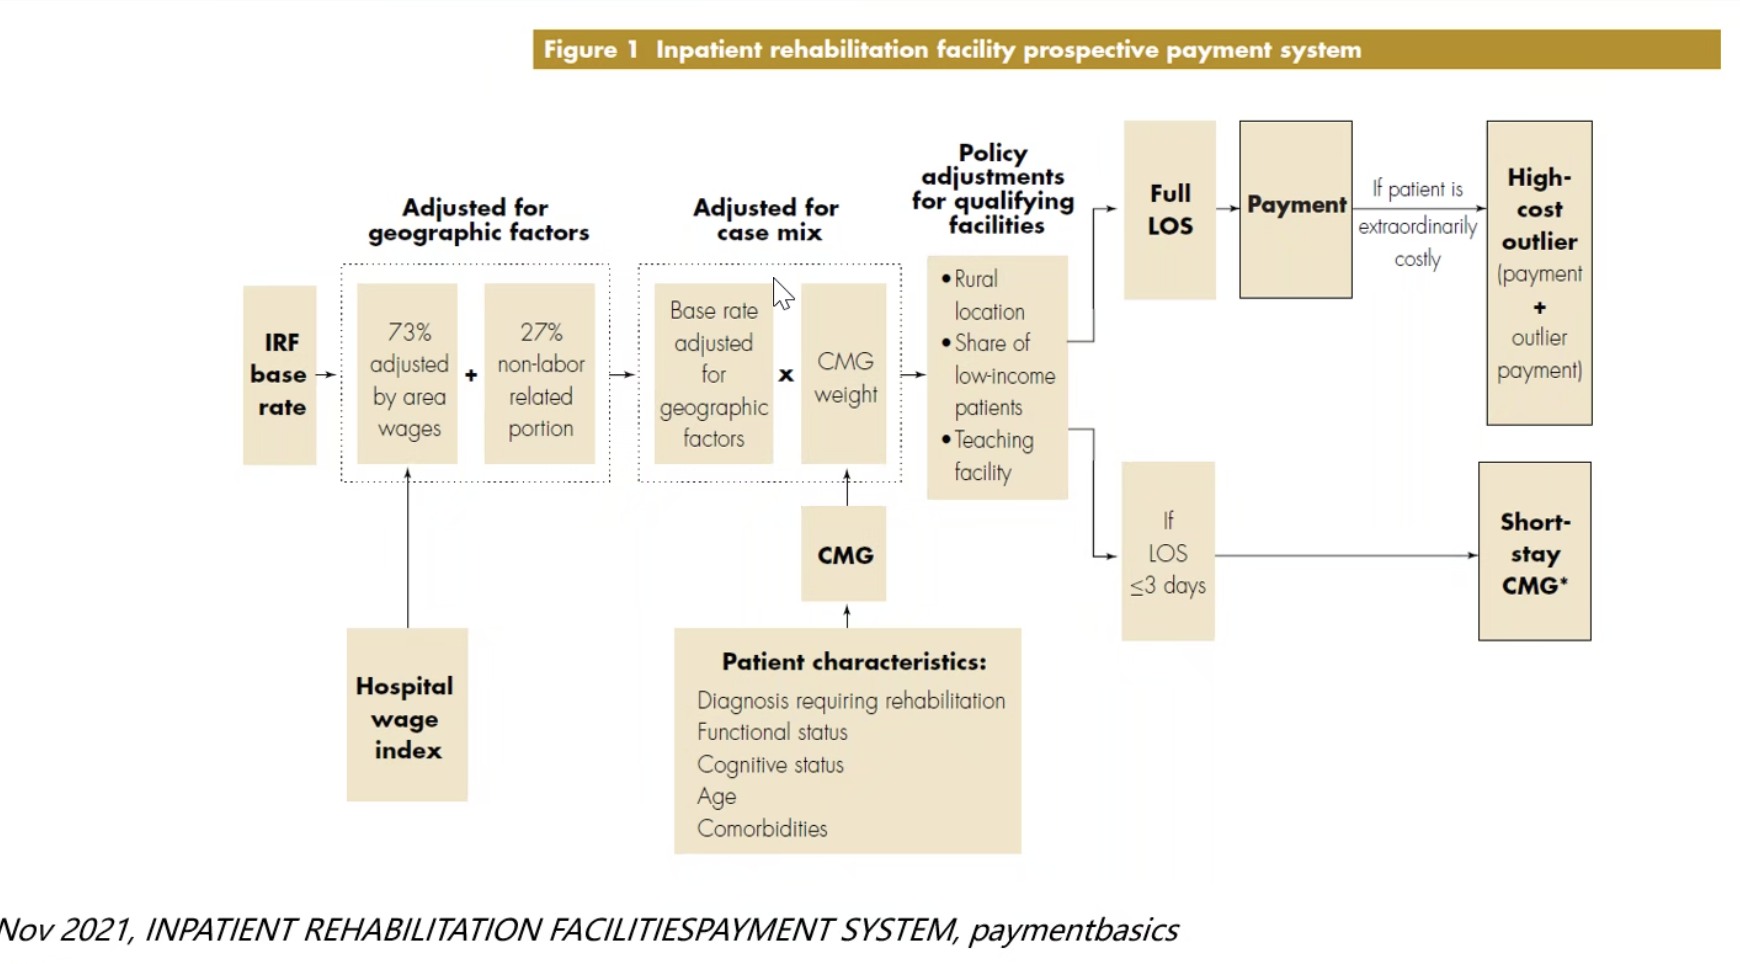 Figure 1 Inpatient rehabilitation facility prospective payment system
Adjusted for
geographic factors
Adjusted for
case mix
Policy
adjustments
for qualifying
facilities
IRF
base
rate
73%
adjusted
by area
wages
+
27%
non-labor
related
portion
Base rate
adjusted
for
geographic
factors
x
CMG
weight
• Rural
location
• Share of
low-income
patients
• Teaching
facility
Full
LOS
Payment
If patient is
extraordinarily
costly
High-
cost
outlier
(payment
+
outlier
payment)
If
LOS
≤3 days
Short-
stay
CMG*
CMG
Hospital
wage
index
Patient characteristics:
Diagnosis requiring rehabilitation
Functional status
Cognitive status
Age
Comorbidities
Nov 2021, INPATIENT REHABILITATION FACILITIESPAYMENT SYSTEM, paymentbasics